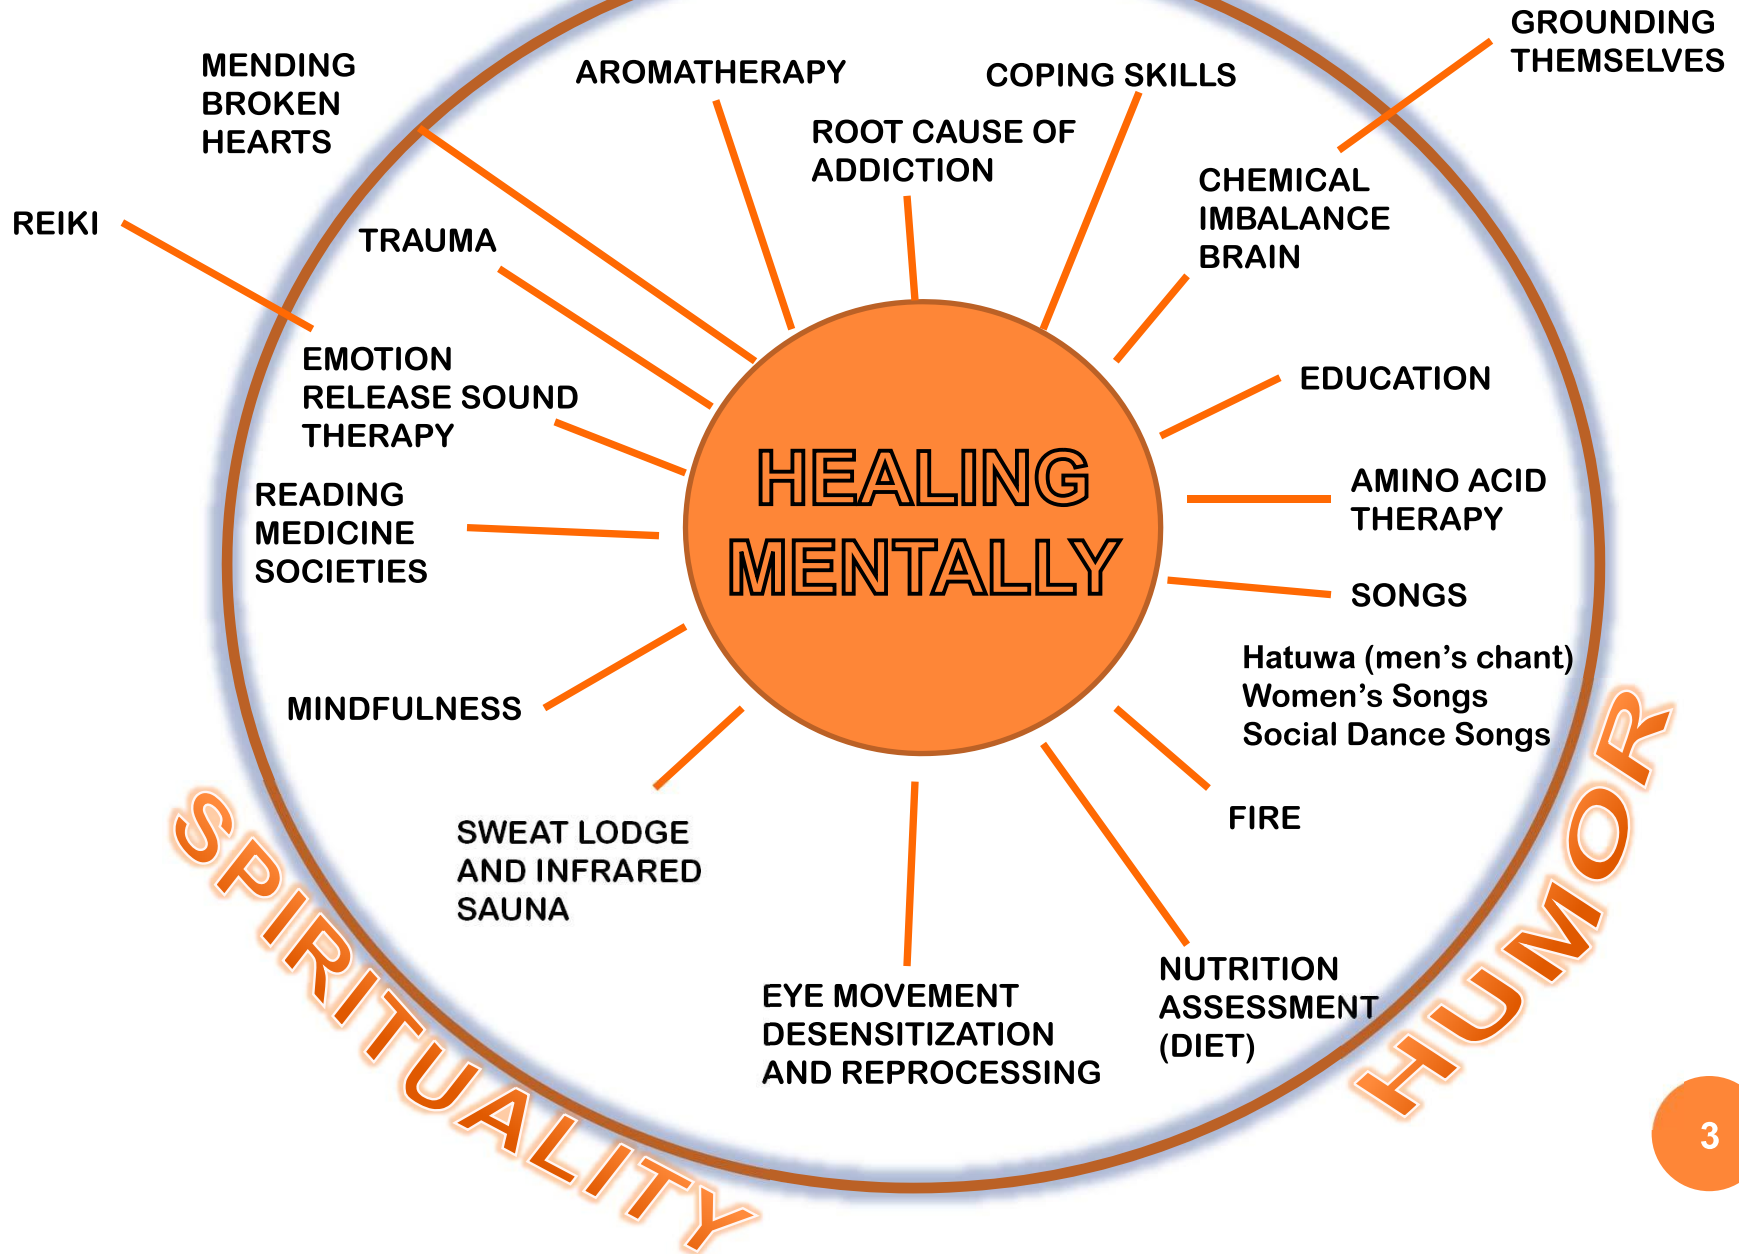 GROUNDING
THEMSELVES
MENDING
BROKEN
HEARTS
AROMATHERAPY
COPING SKILLS
ROOT CAUSE OF
ADDICTION
CHEMICAL
IMBALANCE
BRAIN
REIKI
TRAUMA
EMOTION
RELEASE SOUND
THERAPY
EDUCATION
READING
MEDICINE
SOCIETIES
HEALING
MENTALLY
AMINO ACID
THERAPY
SONGS
Hatuwa (men’s chant)
Women’s Songs
Social Dance Songs
MINDFULNESS
SWEAT LODGE
AND INFRARED
SAUNA
FIRE
EYE MOVEMENT
DESENSITIZATION
AND REPROCESSING
NUTRITION
ASSESSMENT
(DIET)
SPIRITUALITY
HUMOR
3